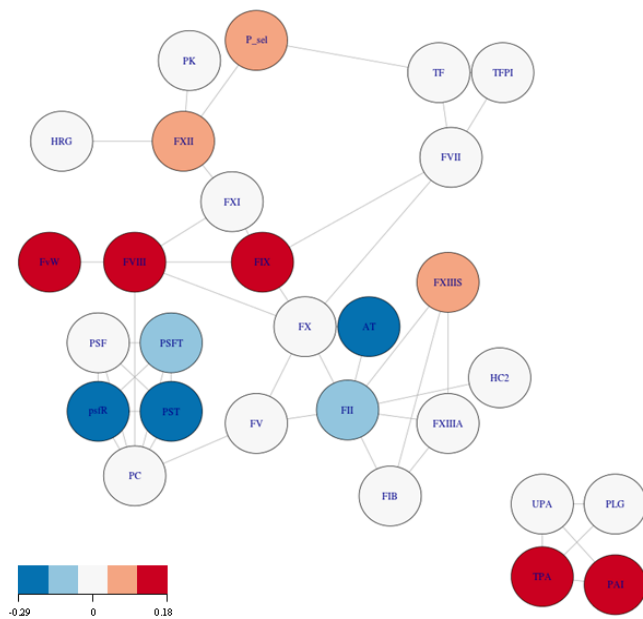 P_sel
PK
TF
TFPI
HRG
FXII
FVII
FXI
FvW
FVIII
FIX
FXIIIS
FX
AT
PSF
PSFT
HC2
psfR
PST
FII
FV
FXIIIA
PC
FIB
UPA
PLG
TPA
PAI
-0.29
0
0.18